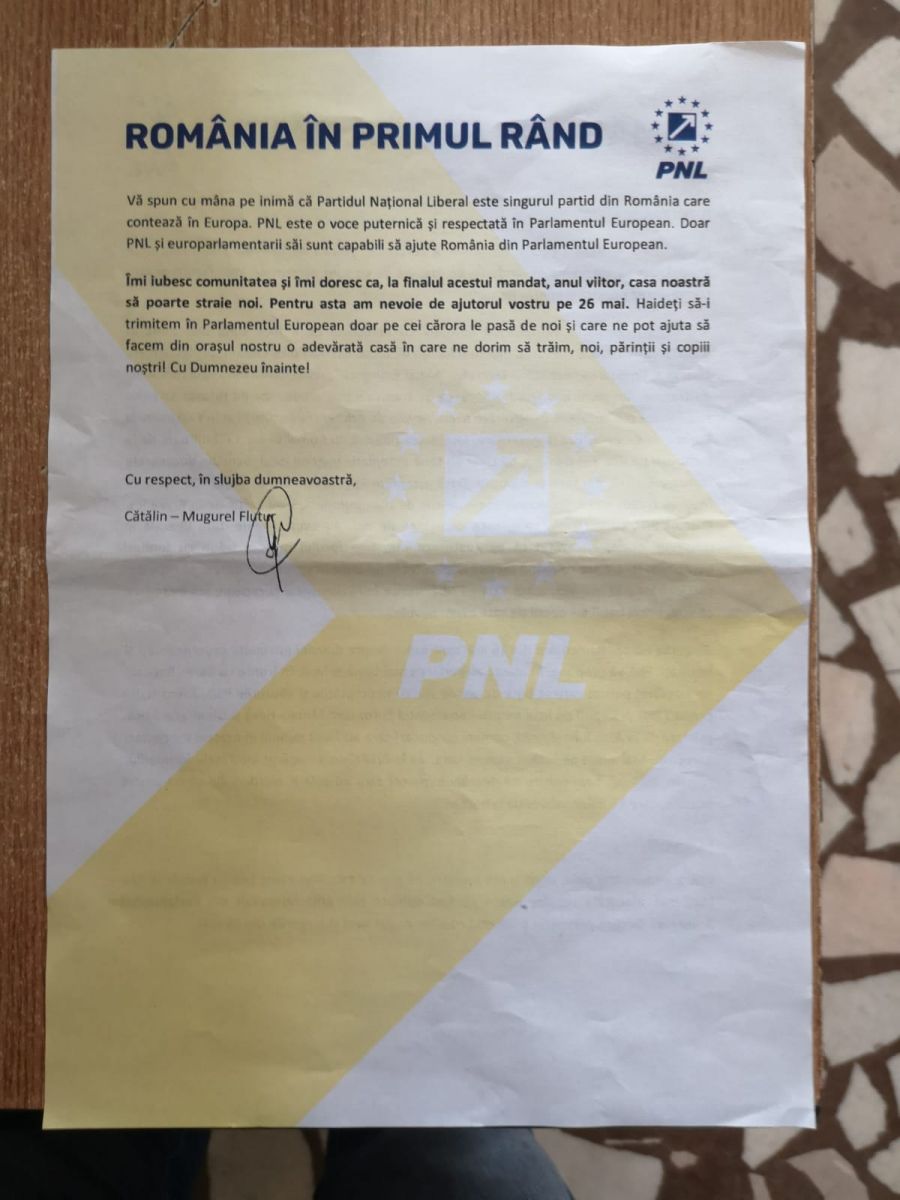 ROMÂNIA ÎN PRIMUL RÂND
PNL
Vă spun cu mâna pe inimă că Partidul Național Liberal este singurul partid din România care
contează în Europa. PNL este o voce puternică și respectată în Parlamentul European. Doar
PNL și europarlamentarii săi sunt capabili să ajute România din Parlamentul European.
Îmi iubesc comunitatea și îmi doresc ca, la finalul acestui mandat, anul viitor, casa noastră
să poarte straie noi. Pentru asta am nevoie de ajutorul vostru pe 26 mai. Haideți să-i
trimitem în Parlamentul European doar pe cei cărora le pasă de noi și care ne pot ajuta să
facem din orașul nostru o adevărată casă în care ne dorim să trăim, noi, părinții și copiii
noștri! Cu Dumnezeu înainte!
Cu respect, în slujba dumneavoastră,
Cătălin – Mugurel Flutur
PNL